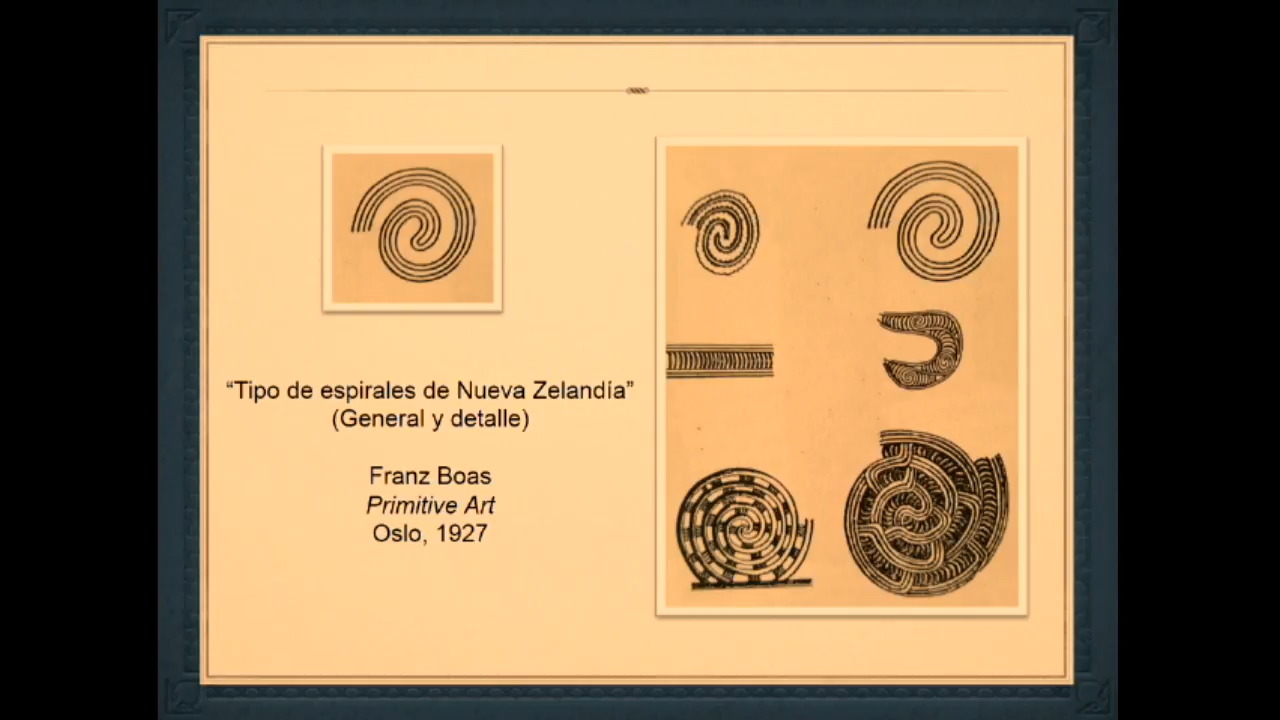 “Tipo de espirales de Nueva Zelandía”
(General y detalle)
Franz Boas
Primitive Art
Oslo, 1927